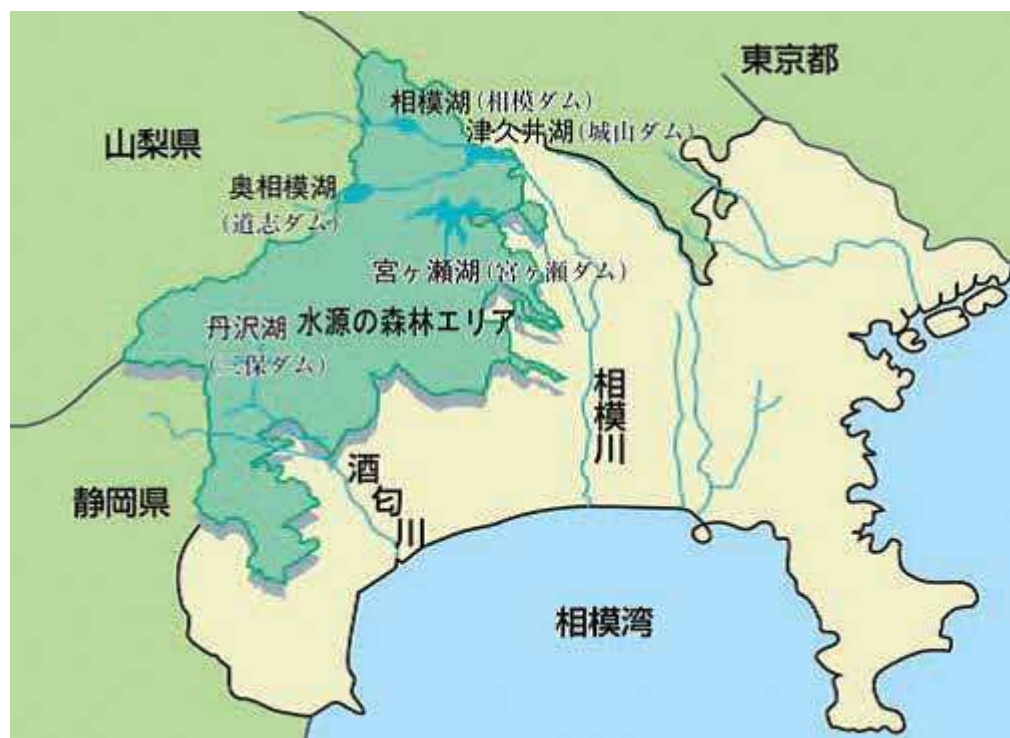 東京都
相模湖(相模ダム)
津久井湖(城山ダム)
山梨県
奥相模湖
(道志ダム)
宮ヶ瀬湖(宮ヶ瀬ダム)
丹沢湖
(三保ダム)
水源の森林エリア
相模川
酒匂川
静岡県
相模湾